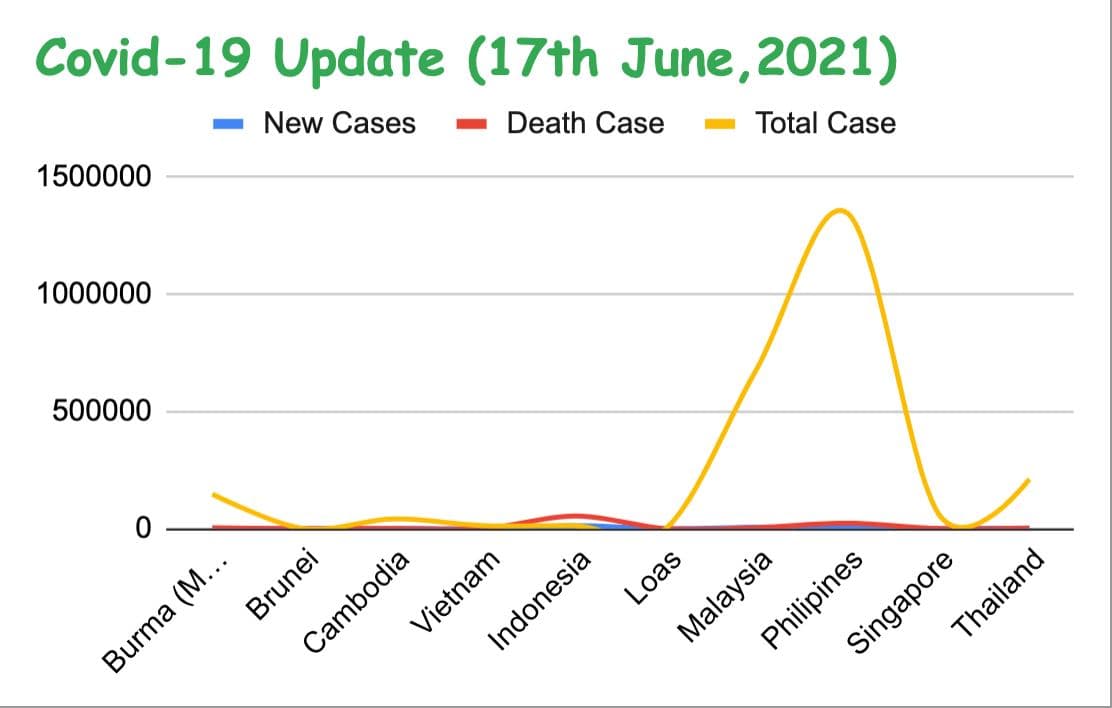 Covid-19 Update (17th June,2021)
New Cases Death Case Total Case
1500000
1000000
500000
0
Burma (M...
Brunei
Cambodia
Vietnam
Indonesia
Loas
Malaysia
Philipines
Singapore
Thailand